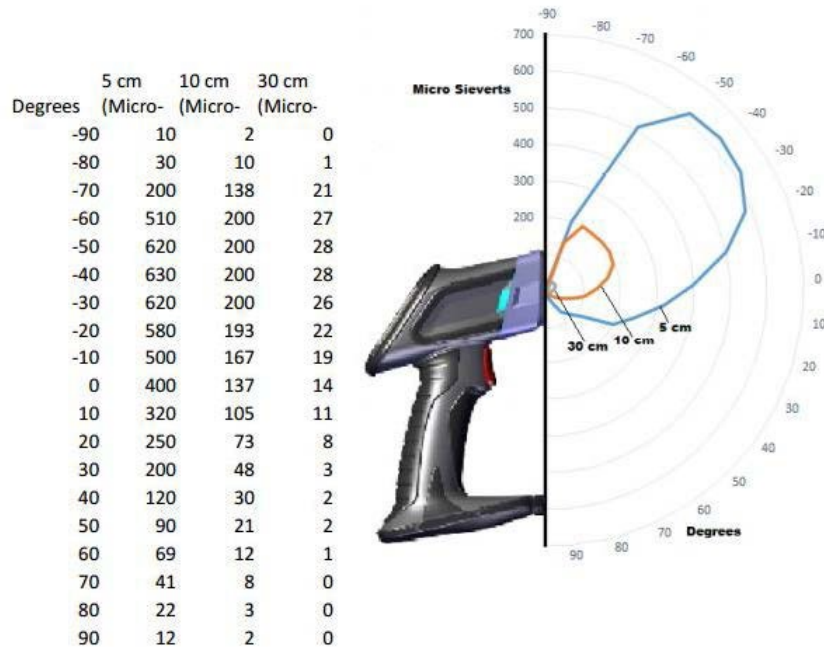 5 cm 10 cm 30 cm
Degrees (Micro- (Micro- (Micro-
-90 10 2 0
-80 30 10 1
-70 200 138 21
-60 510 200 27
-50 620 200 28
-40 630 200 28
-30 620 200 26
-20 580 193 22
-10 500 167 19
0 400 137 14
10 320 105 11
20 250 73 8
30 200 48 3
40 120 30 2
50 90 21 2
60 69 12 1
70 41 8 0
80 22 3 0
90 12 2 0
Micro Sieverts
700
600
500
400
300
200
-90
-80
-70
-60
-50
-40
-30
-20
-10
0
10
20
30
40
50
60
70
80
90
30 cm
10 cm
5 cm
Degrees